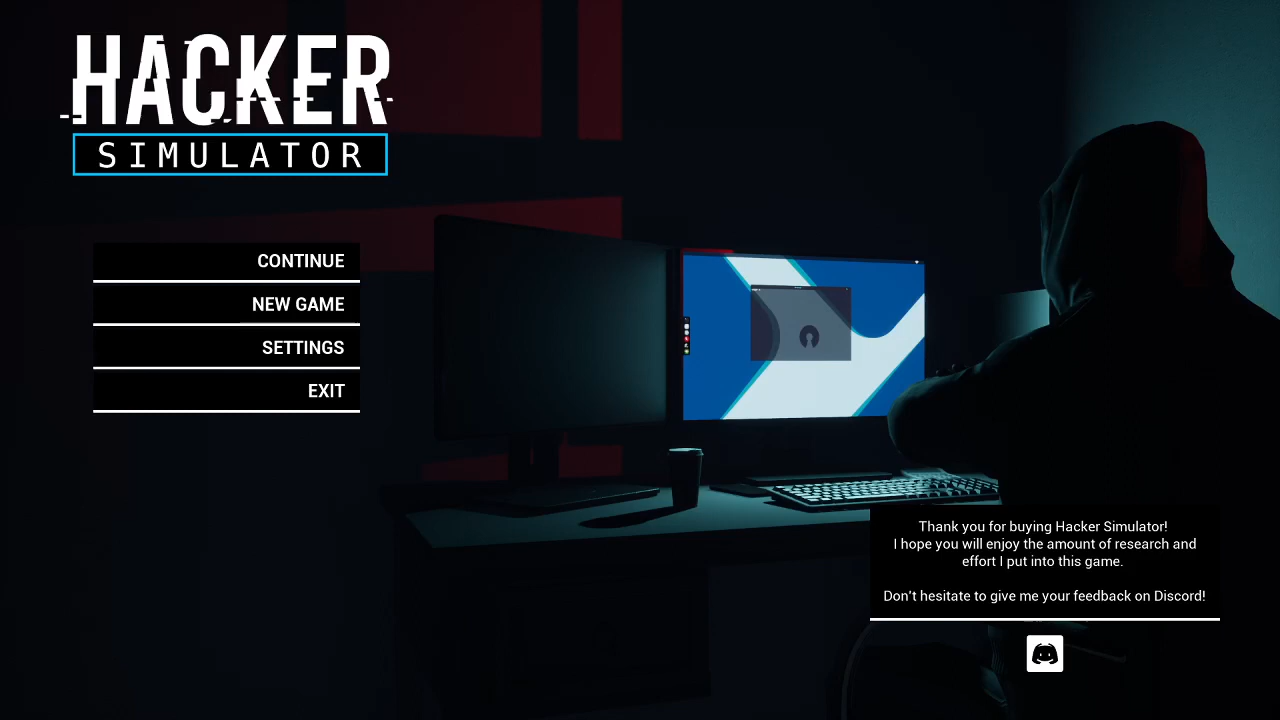 HACKER
SIMULATOR
CONTINUE
NEW GAME
SETTINGS
EXIT
Thank you for buying Hacker Simulator!
I hope you will enjoy the amount of research and
effort I put into this game.
Don't hesitate to give me your feedback on Discord!